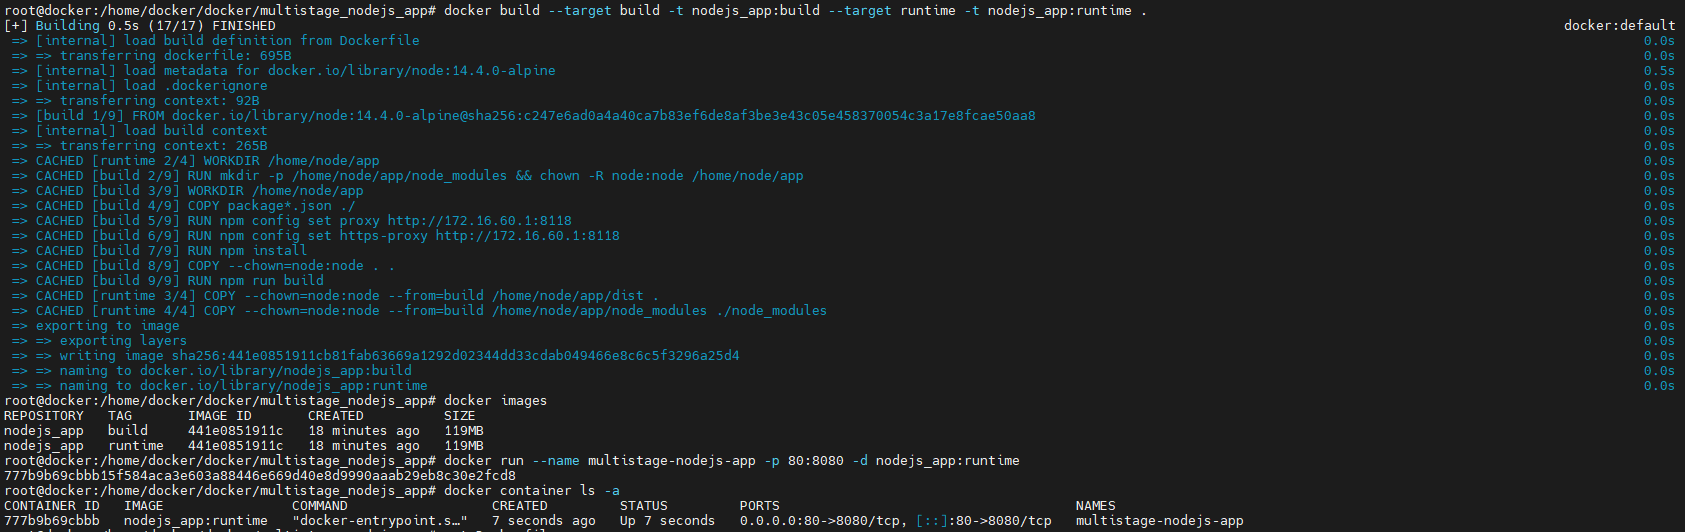 root@docker:/home/docker/docker/multistage_nodejs_app# docker build --target build -t nodejs_app:build --target runtime -t nodejs_app:runtime .
[+] Building 0.5s (17/17) FINISHED docker:default
=> [internal] load build definition from Dockerfile 0.0s
=> => transferring dockerfile: 695B 0.0s
=> [internal] load metadata for docker.io/library/node:14.4.0-alpine 0.5s
=> [internal] load .dockerignore 0.0s
=> => transferring context: 92B 0.0s
=> [build 1/9] FROM docker.io/library/node:14.4.0-alpine@sha256:c247e6ad0a4a40ca7b83ef6de8af3be3e43c05e458370054c3a17e8fcae50aa8 0.0s
=> [internal] load build context 0.0s
=> => transferring context: 265B 0.0s
=> CACHED [runtime 2/4] WORKDIR /home/node/app 0.0s
=> CACHED [build 2/9] RUN mkdir -p /home/node/app/node_modules && chown -R node:node /home/node/app 0.0s
=> CACHED [build 3/9] WORKDIR /home/node/app 0.0s
=> CACHED [build 4/9] COPY package*.json ./ 0.0s
=> CACHED [build 5/9] RUN npm config set proxy http://172.16.60.1:8118 0.0s
=> CACHED [build 6/9] RUN npm config set https-proxy http://172.16.60.1:8118 0.0s
=> CACHED [build 7/9] RUN npm install 0.0s
=> CACHED [build 8/9] COPY --chown=node:node . . 0.0s
=> CACHED [build 9/9] RUN npm run build 0.0s
=> CACHED [runtime 3/4] COPY --chown=node:node --from=build /home/node/app/dist . 0.0s
=> CACHED [runtime 4/4] COPY --chown=node:node --from=build /home/node/app/node_modules ./node_modules 0.0s
=> exporting to image 0.0s
=> => exporting layers 0.0s
=> => writing image sha256:441e0851911cb81fab63669a1292d02344dd33cdab049466e8c6c5f3296a25d4 0.0s
=> => naming to docker.io/library/nodejs_app:build 0.0s
=> => naming to docker.io/library/nodejs_app:runtime 0.0s
root@docker:/home/docker/docker/multistage_nodejs_app# docker images
REPOSITORY TAG IMAGE ID CREATED SIZE
nodejs_app build 441e0851911c 18 minutes ago 119MB
nodejs_app runtime 441e0851911c 18 minutes ago 119MB
root@docker:/home/docker/docker/multistage_nodejs_app# docker run --name multistage-nodejs-app -p 80:8080 -d nodejs_app:runtime
777b9b69cbbb15f584aca3e603a88446e669d40e8d9990aaab29eb8c30e2fcd8
root@docker:/home/docker/docker/multistage_nodejs_app# docker container ls -a
CONTAINER ID IMAGE COMMAND CREATED STATUS PORTS NAMES
777b9b69cbbb nodejs_app:runtime "docker-entrypoint.s…" 7 seconds ago Up 7 seconds 0.0.0.0:80->8080/tcp, [::]:80->8080/tcp multistage-nodejs-app